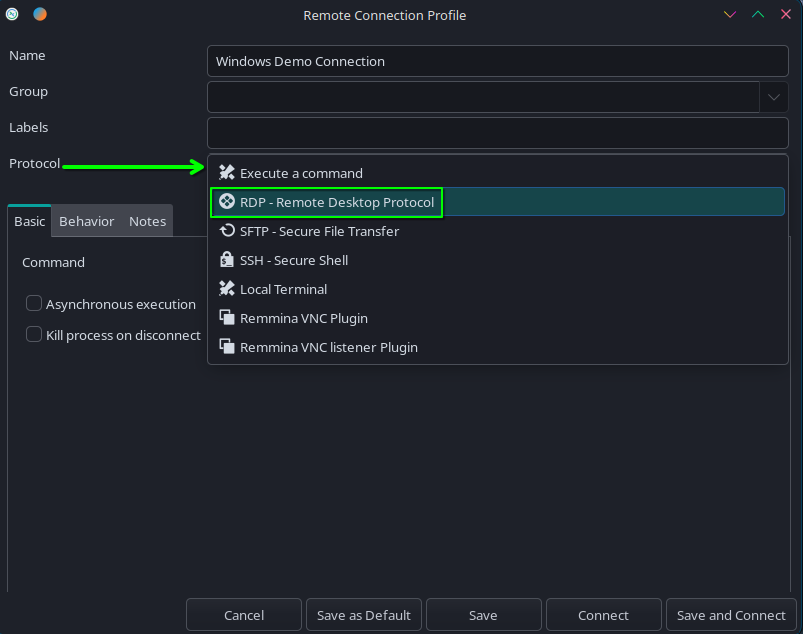 Remote Connection Profile
Name
Windows Demo Connection
Group
Labels
Protocol
Execute a command
RDP - Remote Desktop Protocol
SFTP - Secure File Transfer
SSH - Secure Shell
Local Terminal
Remmina VNC Plugin
Remmina VNC listener Plugin
Basic Behavior Notes
Command
Asynchronous execution
Kill process on disconnect
Cancel Save as Default Save Connect Save and Connect